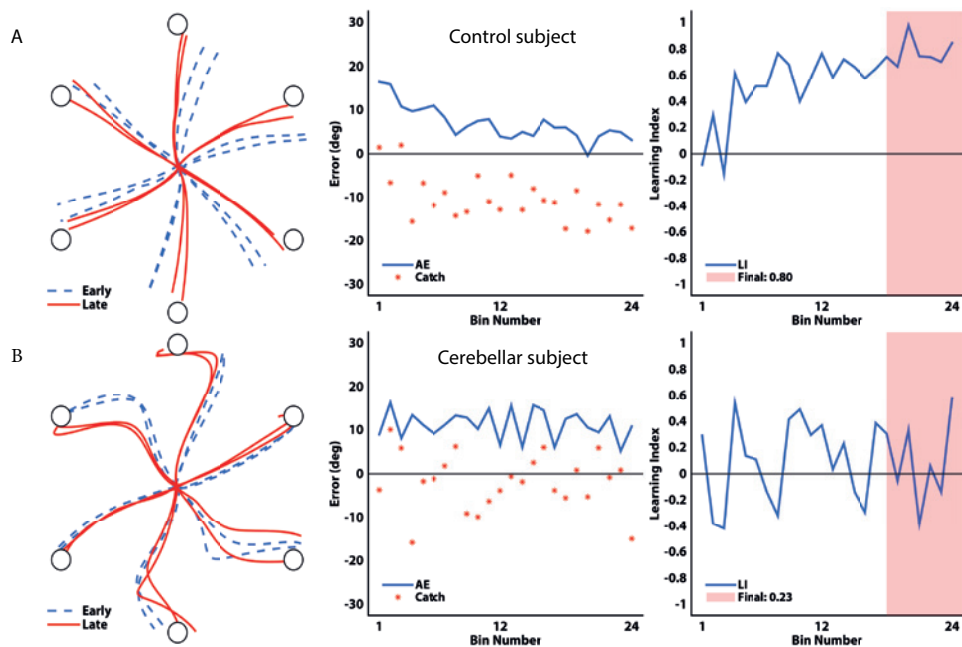 A
Early
Late
Control subject
30
20
10
0
-10
-20
-30
Error (deg)
AE
Catch
1
12
24
Bin Number
1
0.8
0.6
0.4
0.2
0
-0.2
-0.4
-0.6
-0.8
-1
Learning Index
LI
Final: 0.80
1
12
24
Bin Number
B
Early
Late
Cerebellar subject
30
20
10
0
-10
-20
-30
Error (deg)
AE
Catch
1
12
24
Bin Number
1
0.8
0.6
0.4
0.2
0
-0.2
-0.4
-0.6
-0.8
-1
Learning Index
LI
Final: 0.23
1
12
24
Bin Number